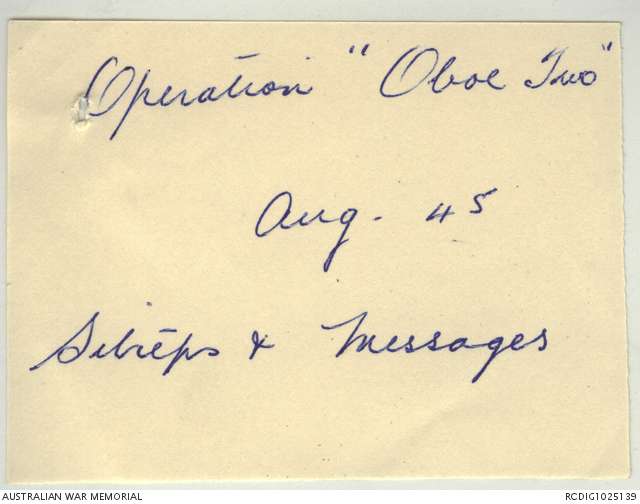 Operation "Oboe Two"
Aug. 45
Sitreps & Messages
AUSTRALIAN WAR MEMORIAL
RCDIG1025139